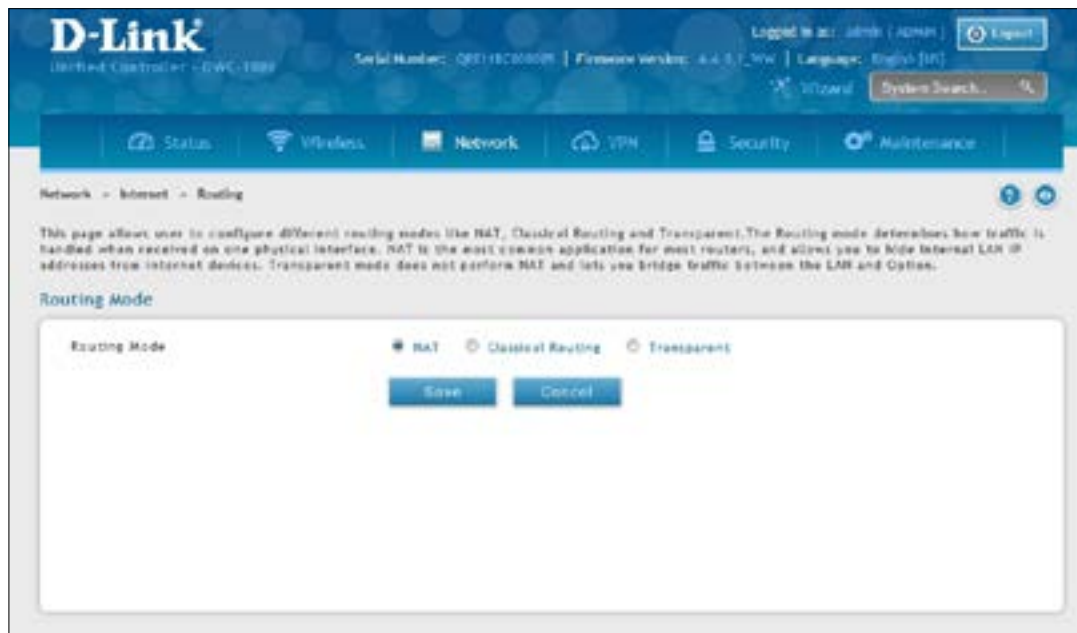 D-Link
Logged in as: admin ( ADMIN )
Logout
Unified Controller - DWC-1000
Serial Number: | Firmware Version: | Language: English [US]
Wizard
System Search...
Status
Wireless
Network
VPN
Security
Maintenance
Network » Internet » Routing
This page allows user to configure different routing modes like NAT, Classical Routing and Transparent.The Routing mode determines how traffic is
handled when received on one physical interface. NAT is the most common application for most routers, and allows you to hide internal LAN IP
addresses from internet devices. Transparent mode does not perform NAT and lets you bridge traffic between the LAN and Option.
Routing Mode
Routing Mode
NAT
Classical Routing
Transparent
Save
Cancel